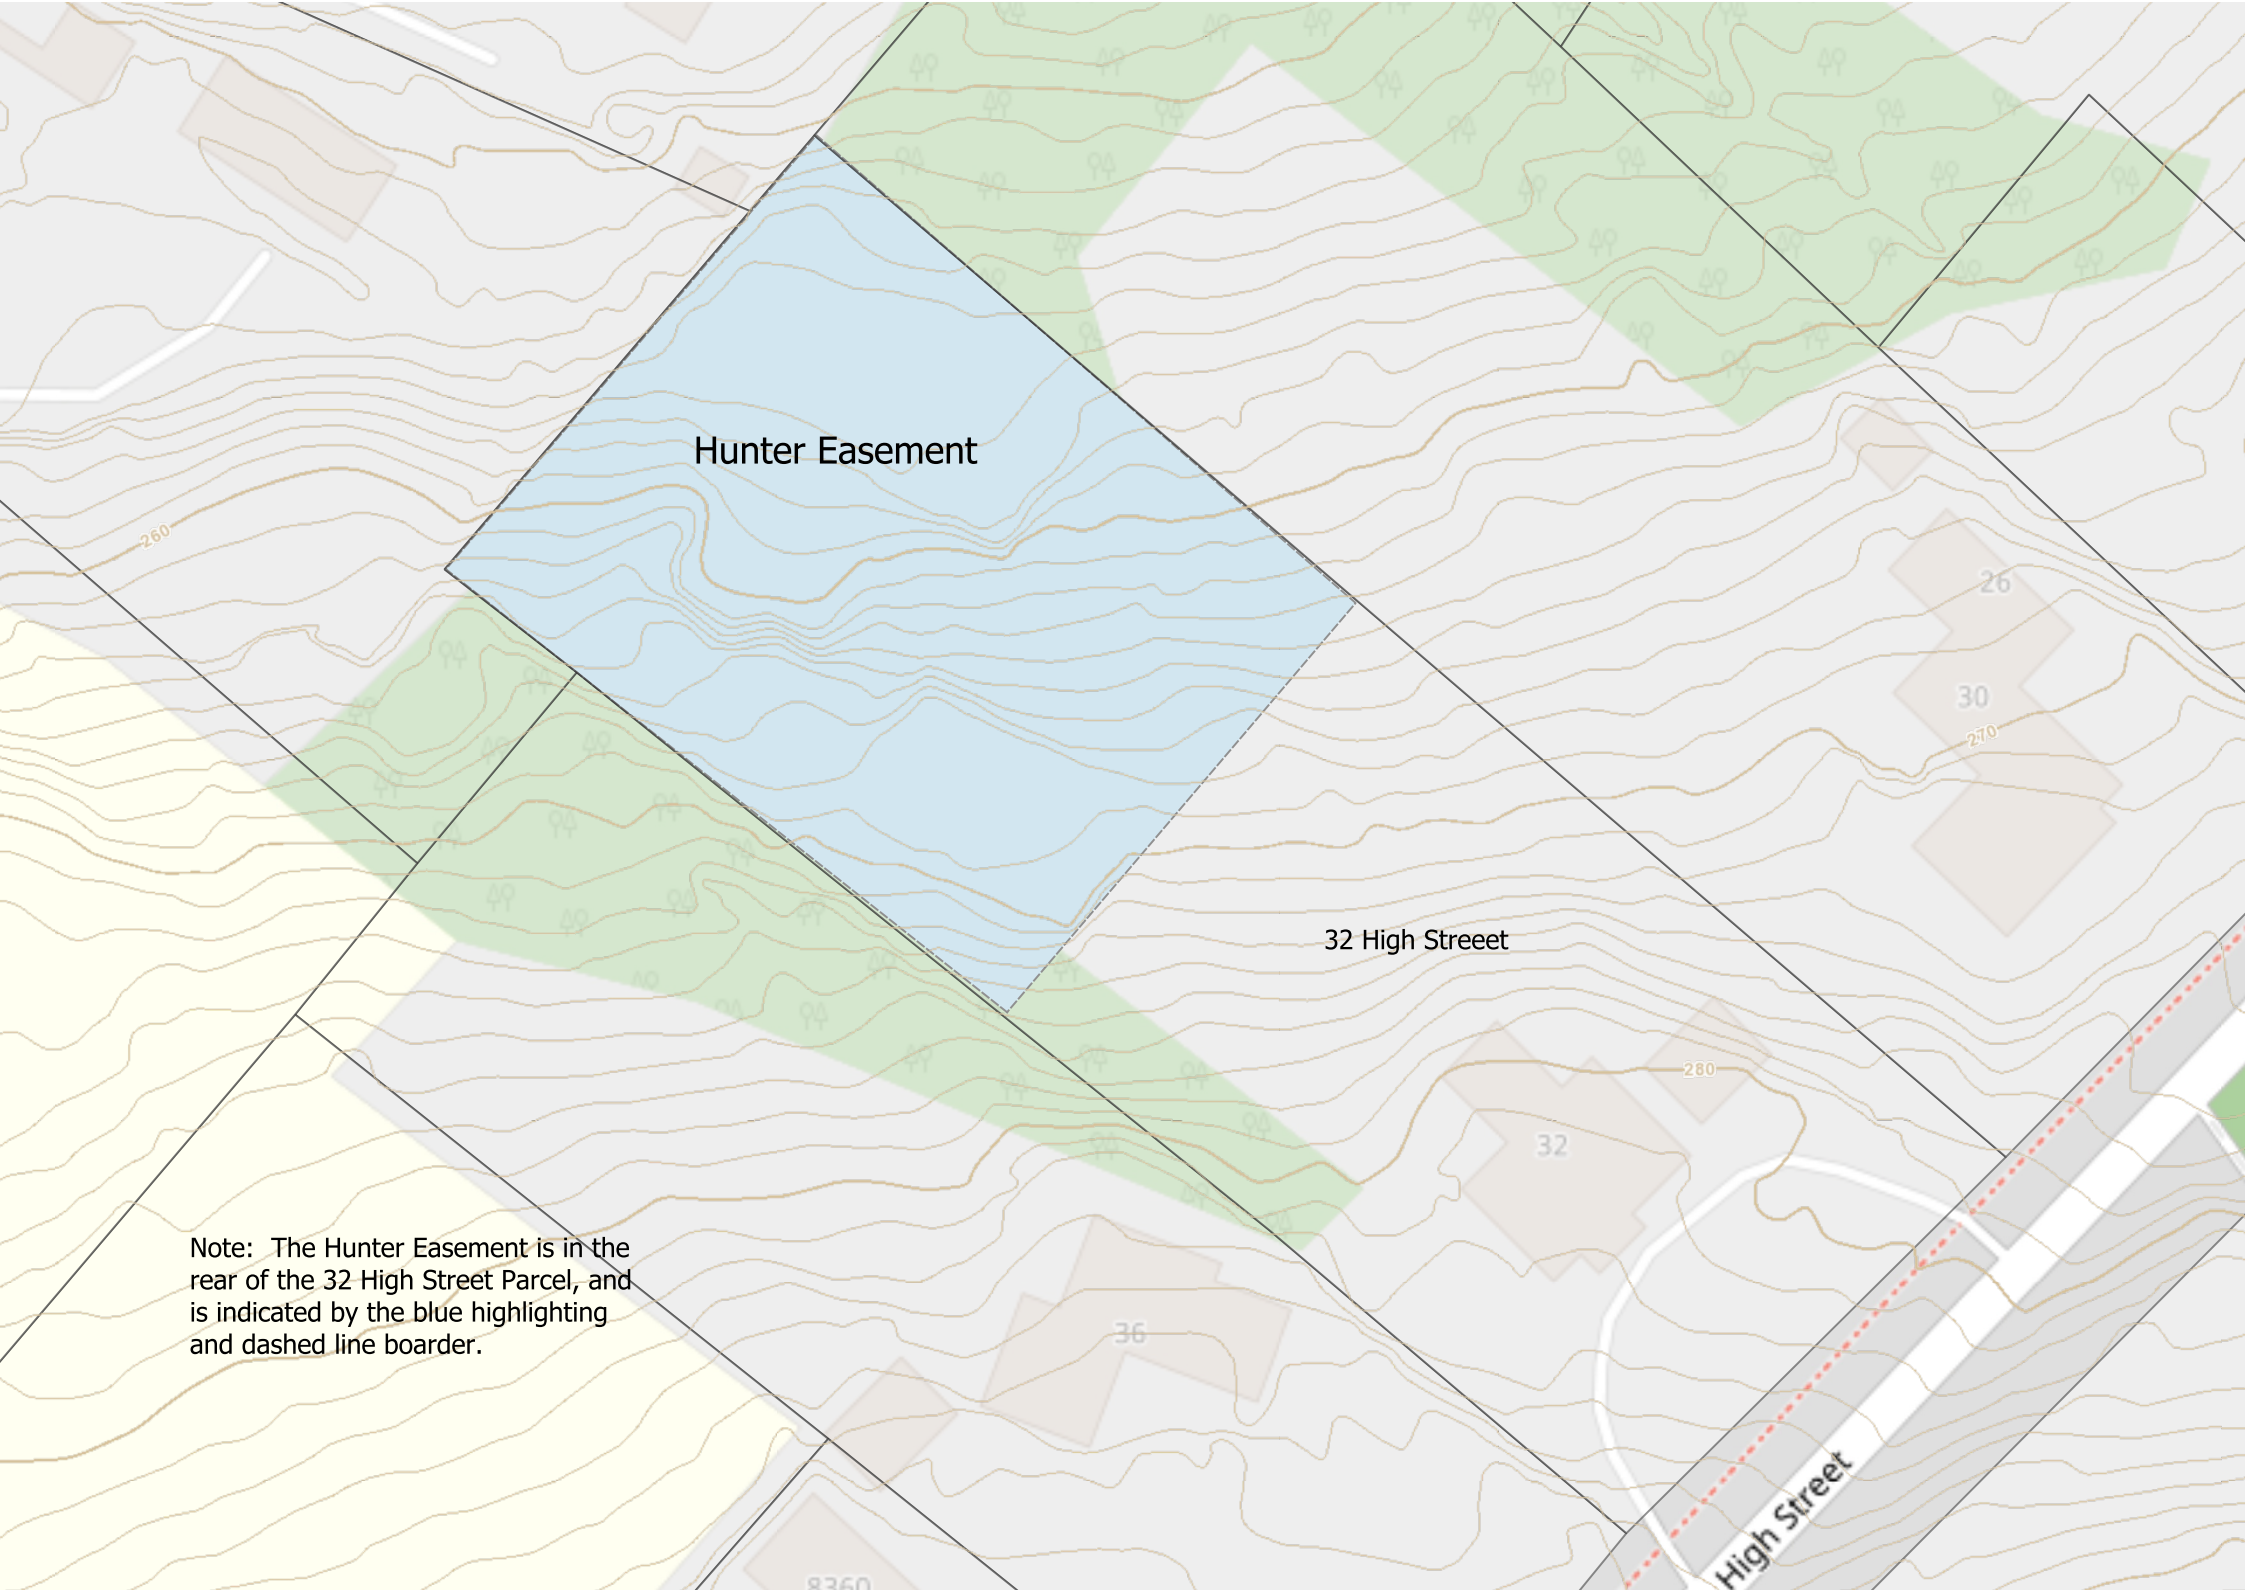 Hunter Easement
260
26
30
270
32 High Streeet
280
32
Note: The Hunter Easement is in the
rear of the 32 High Street Parcel, and
is indicated by the blue highlighting
and dashed line boarder.
36
High Street
8360